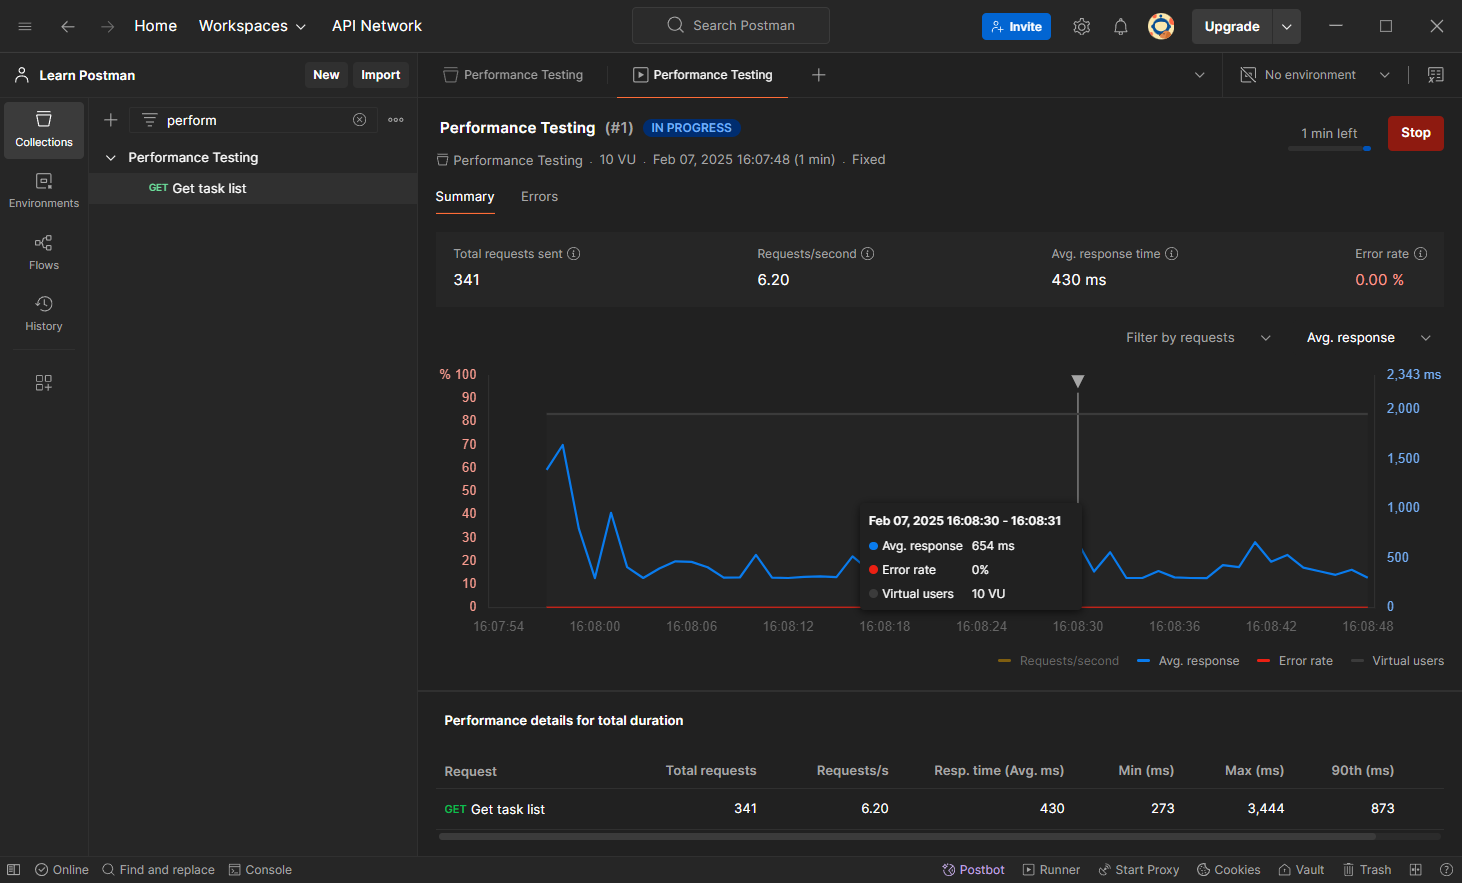 Home Workspaces API Network Search Postman Invite Upgrade
Learn Postman New Import
Performance Testing Performance Testing No environment
Collections
Environments
Flows
History
perform
Performance Testing
GET Get task list
Performance Testing (#1) IN PROGRESS
1 min left Stop
Performance Testing . 10 VU . Feb 07, 2025 16:07:48 (1 min) . Fixed
Summary Errors
Total requests sent Requests/second Avg. response time Error rate
341 6.20 430 ms 0.00 %
Filter by requests Avg. response
% 100 2,343 ms
90
80 2,000
70
60 1,500
50
40 1,000
30
20 500
10
0 0
Feb 07, 2025 16:08:30 - 16:08:31
Avg. response 654 ms
Error rate 0%
Virtual users 10 VU
16:07:54 16:08:00 16:08:06 16:08:12 16:08:18 16:08:24 16:08:30 16:08:36 16:08:42 16:08:48
Requests/second Avg. response Error rate Virtual users
Performance details for total duration
Request Total requests Requests/s Resp. time (Avg. ms) Min (ms) Max (ms) 90th (ms)
GET Get task list 341 6.20 430 273 3,444 873
Online Find and replace Console Postbot Runner Start Proxy Cookies Vault Trash